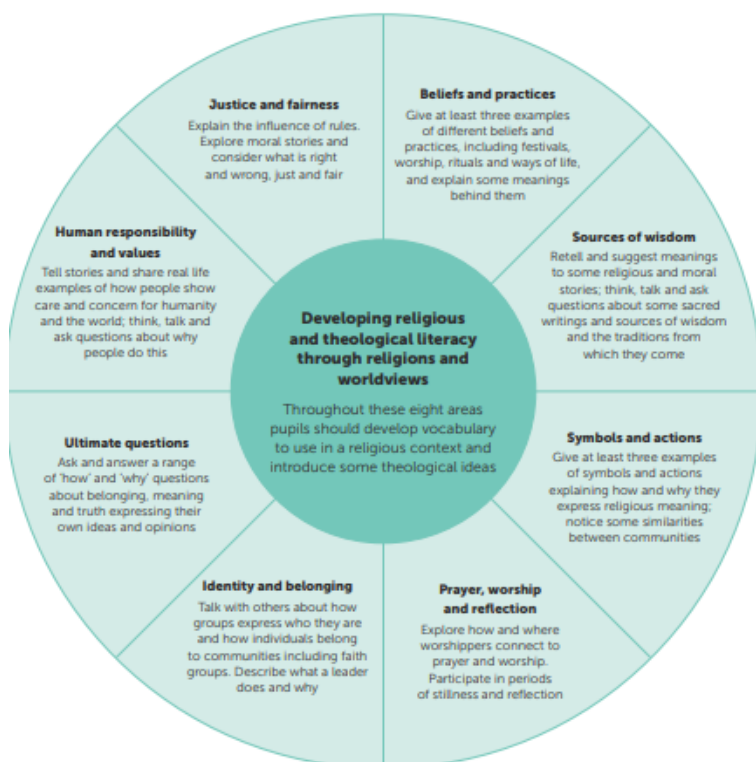 Justice and fairness
Explain the influence of rules.
Explore moral stories and
consider what is right
and wrong, just and fair
Beliefs and practices
Give at least three examples
of different beliefs and
practices, including festivals,
worship, rituals and ways of life,
and explain some meanings
behind them
Sources of wisdom
Retell and suggest meanings
to some religious and moral
stories; think, talk and ask
questions about some sacred
writings and sources of wisdom
and the traditions from
which they come
Symbols and actions
Give at least three examples
of symbols and actions
explaining how and why they
express religious meaning;
notice some similarities
between communities
Prayer, worship
and reflection
Explore how and where
worshippers connect to
prayer and worship.
Participate in periods
of stillness and reflection
Identity and belonging
Talk with others about how
groups express who they are
and how individuals belong
to communities including faith
groups. Describe what a leader
does and why
Ultimate questions
Ask and answer a range
of ‘how’ and ‘why’ questions
about belonging, meaning
and truth expressing their
own ideas and opinions
Human responsibility
and values
Tell stories and share real life
examples of how people show
care and concern for humanity
and the world; think, talk and
ask questions about why
people do this
Developing religious
and theological literacy
through religions and
worldviews
Throughout these eight areas
pupils should develop vocabulary
to use in a religious context and
introduce some theological ideas